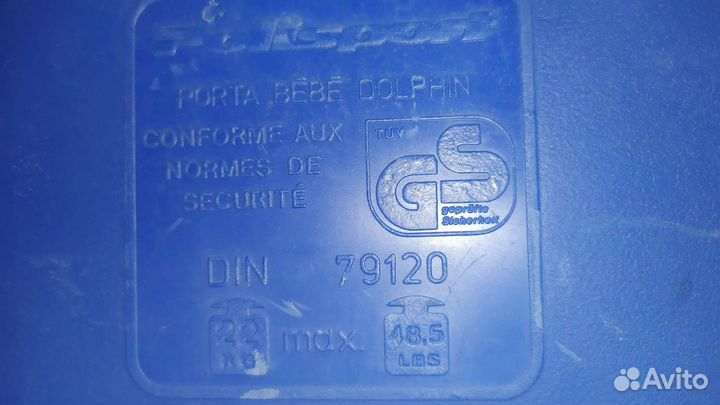 Polisport
PORTA BÉBÉ DOLPHIN
CONFORME AUX
NORMES DE
SECURITÉ
TÜV
GS
geprüfte
Sicherheit
DIN 79120
22 KG max. 48,5 LBS
Avito